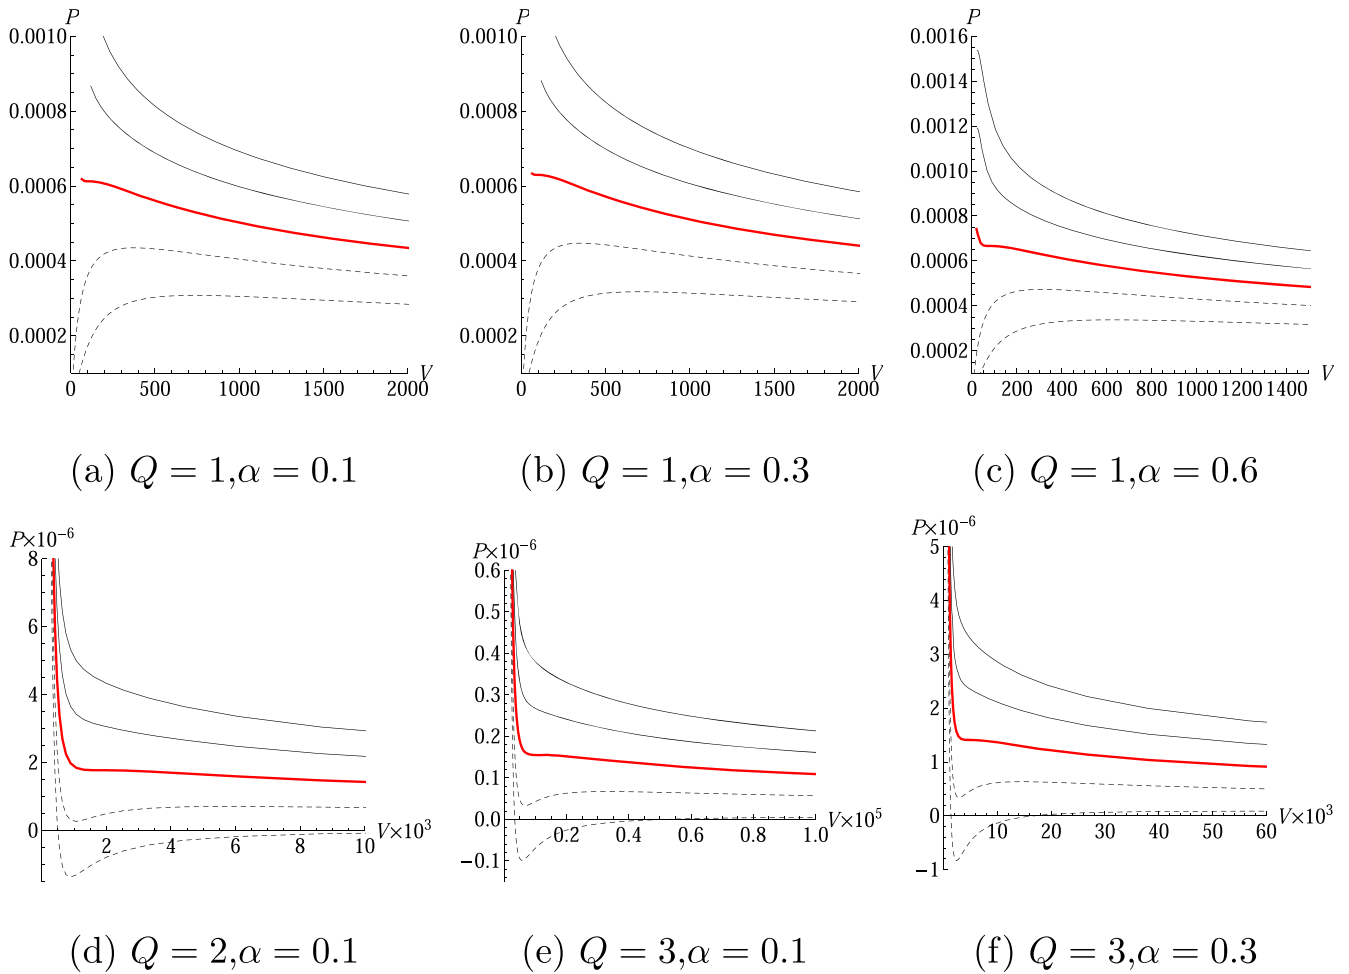 P
0.0010
0.0008
0.0006
0.0004
0.0002
0 500 1000 1500 2000
V
(a) Q = 1,α = 0.1
P
0.0010
0.0008
0.0006
0.0004
0.0002
0 500 1000 1500 2000
V
(b) Q = 1,α = 0.3
P
0.0016
0.0014
0.0012
0.0010
0.0008
0.0006
0.0004
0.0002
0 200 400 600 800 1000 1200 1400
V
(c) Q = 1,α = 0.6
P×10⁻⁶
8
6
4
2
0
2 4 6 8 10
V×10³
(d) Q = 2,α = 0.1
P×10⁻⁶
0.6
0.5
0.4
0.3
0.2
0.1
0.0
−0.1
0.2 0.4 0.6 0.8 1.0
V×10⁵
(e) Q = 3,α = 0.1
P×10⁻⁶
5
4
3
2
1
0
−1
10 20 30 40 50 60
V×10³
(f) Q = 3,α = 0.3